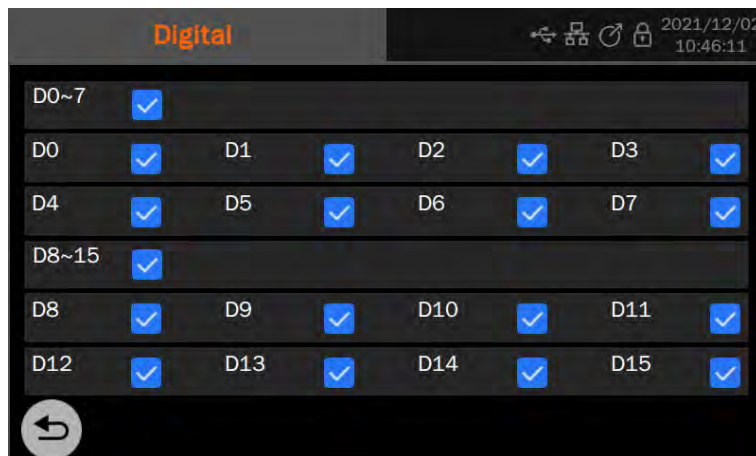 Digital
2021/12/02
10:46:11
D0~7
D0 D1 D2 D3
D4 D5 D6 D7
D8~15
D8 D9 D10 D11
D12 D13 D14 D15